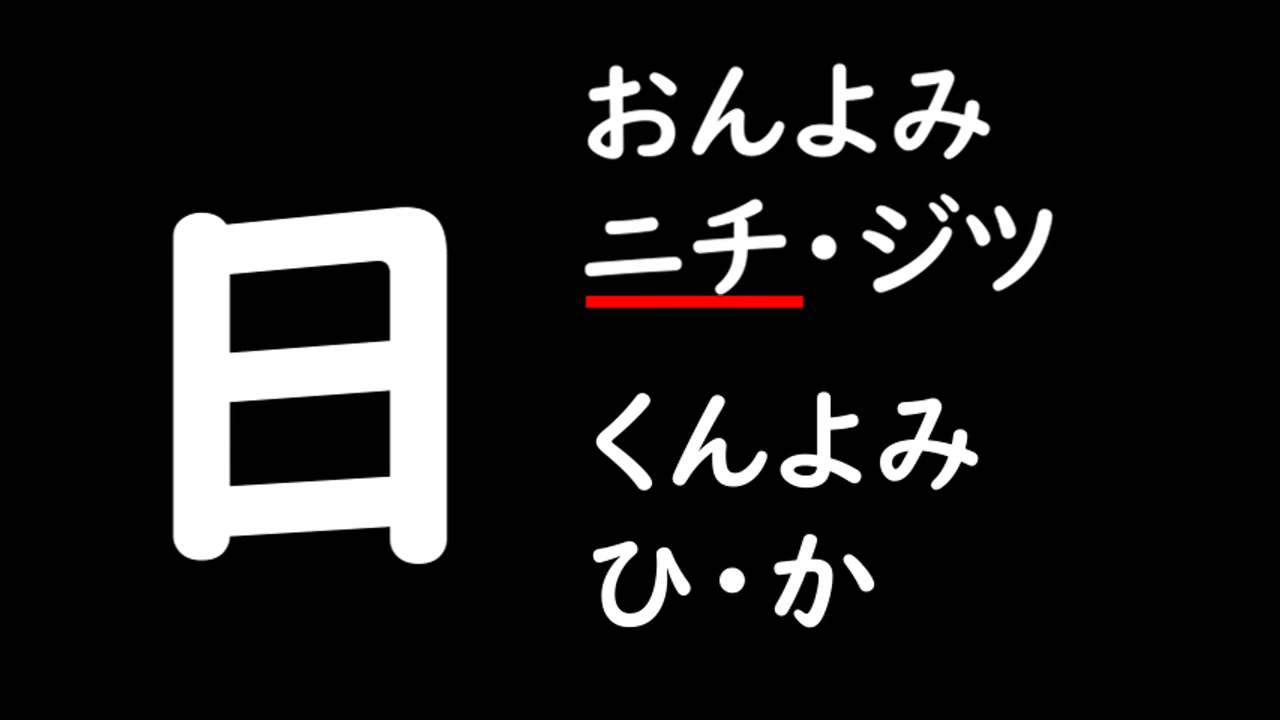 日
おんよみ
ニチ・ジツ
くんよみ
ひ・か